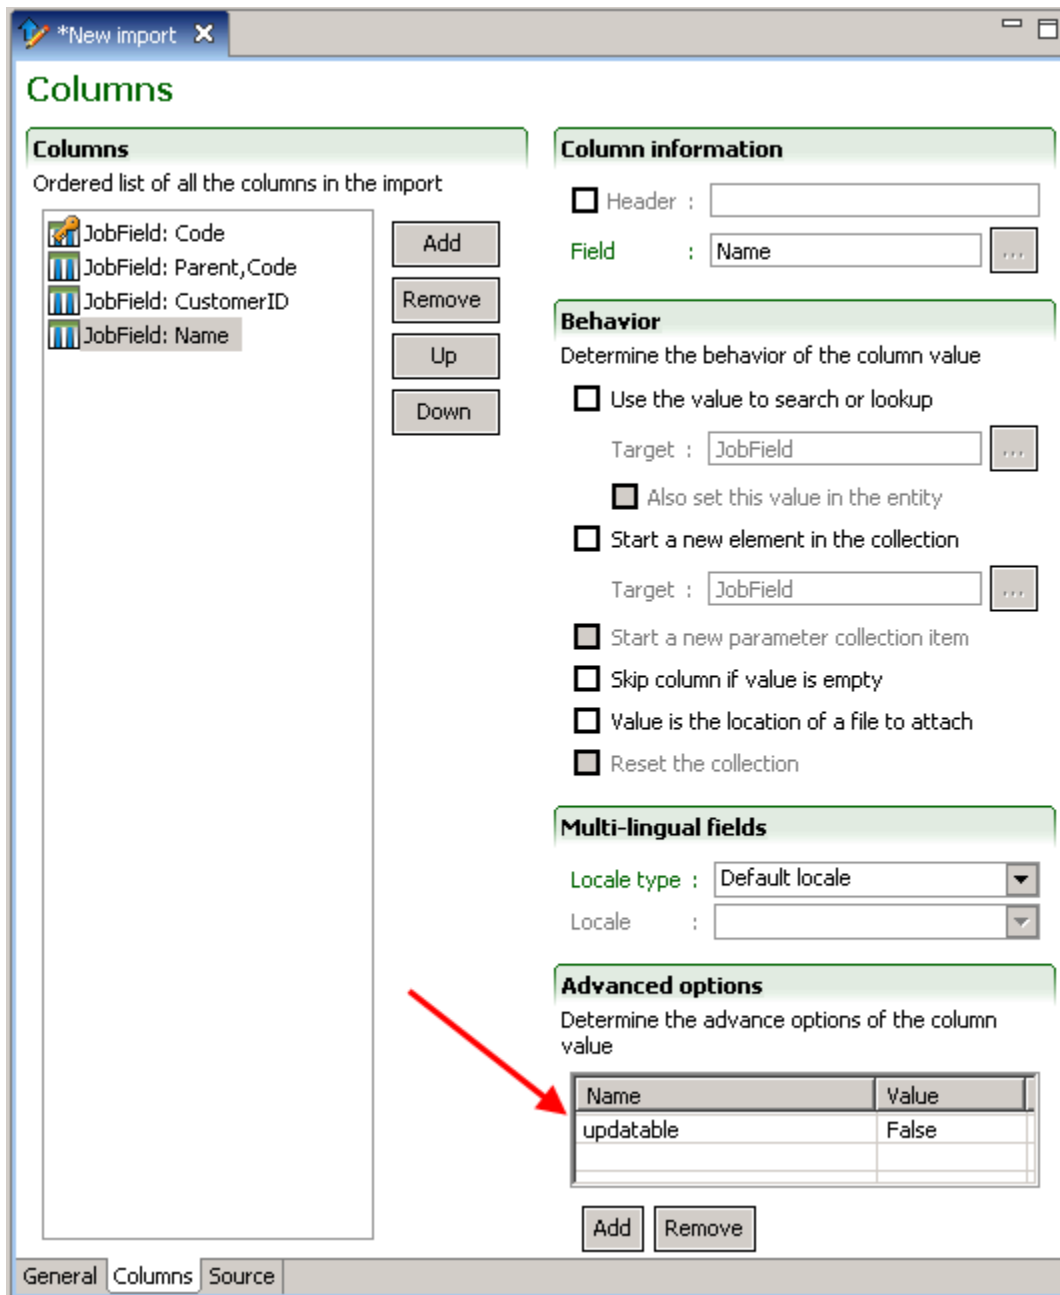 *New import
Columns
Columns
Ordered list of all the columns in the import
JobField: Code
JobField: Parent,Code
JobField: CustomerID
JobField: Name
Add
Remove
Up
Down
Column information
Header :
Field : Name ...
Behavior
Determine the behavior of the column value
Use the value to search or lookup
Target : JobField ...
Also set this value in the entity
Start a new element in the collection
Target : JobField ...
Start a new parameter collection item
Skip column if value is empty
Value is the location of a file to attach
Reset the collection
Multi-lingual fields
Locale type : Default locale
Locale :
Advanced options
Determine the advance options of the column
value
Name Value
updatable False
Add Remove
General Columns Source